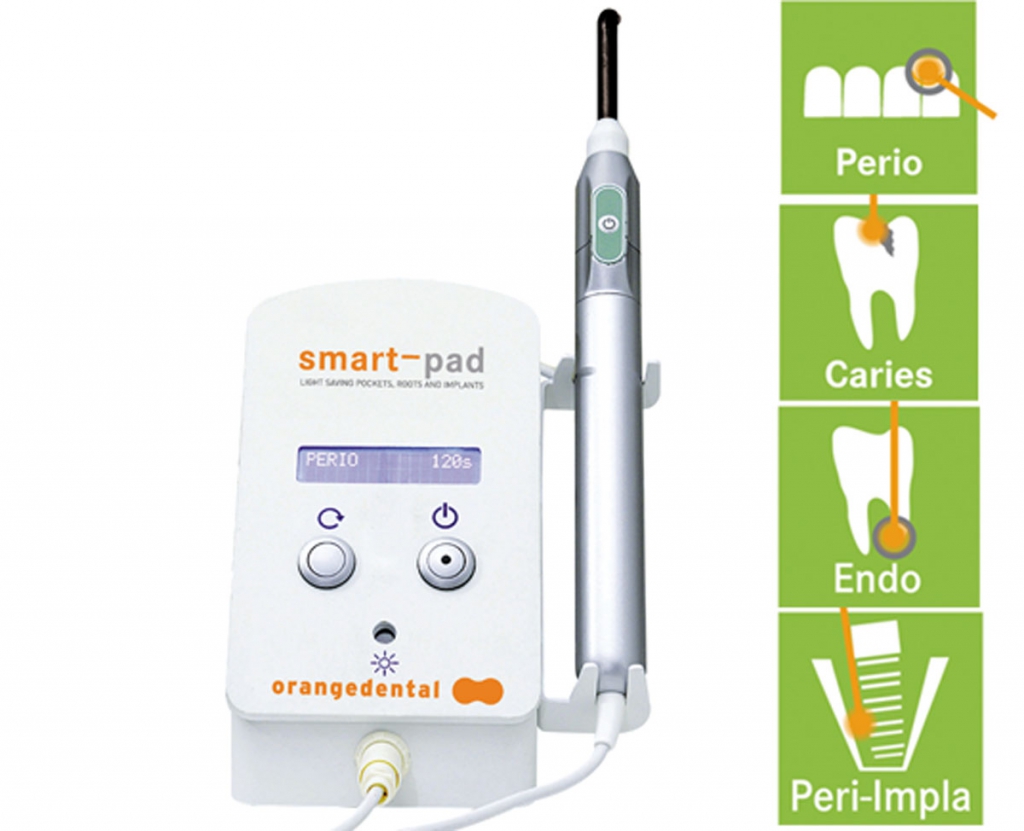 smart-pad
LIGHT SAVING POCKETS, ROOTS AND IMPLANTS
PERIO 120s
orangedental
Perio
Caries
Endo
Peri-Impla